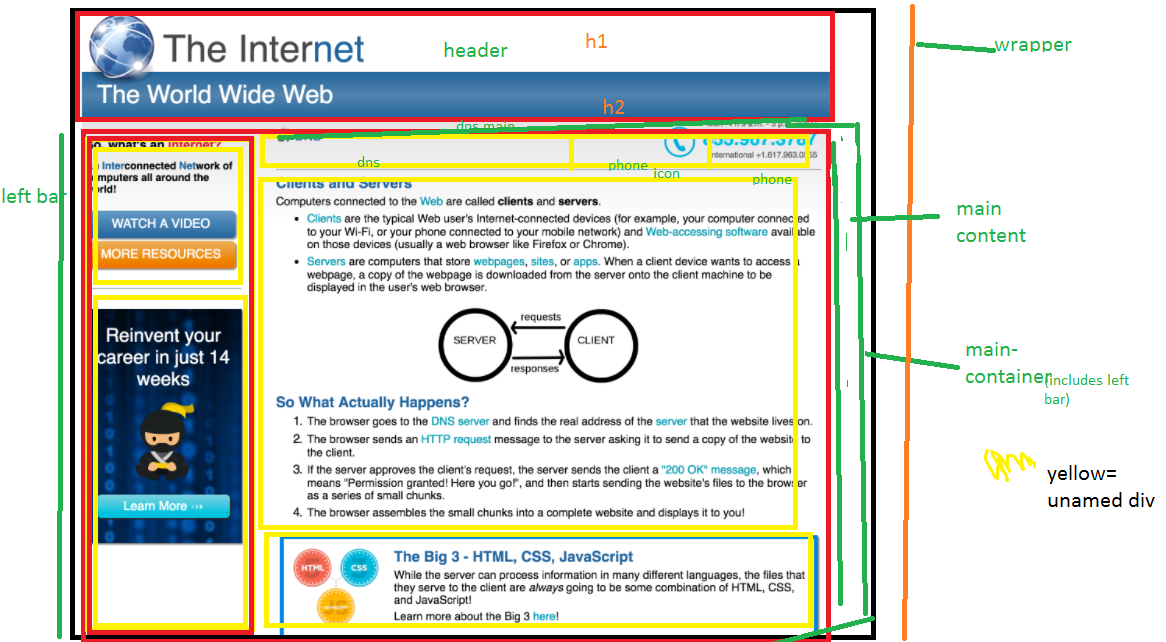 The Internet
header
h1
wrapper
The World Wide Web
h2
dns main
So, what's an Internet?
An Interconnected Network of
computers all around the
world!
dns
phone
icon
phone
International +1.617.963.0
left bar
WATCH A VIDEO
MORE RESOURCES
main
content
Clients and Servers
Computers connected to the Web are called clients and servers.
• Clients are the typical Web user's Internet-connected devices (for example, your computer connected
to your Wi-Fi, or your phone connected to your mobile network) and Web-accessing software available
on those devices (usually a web browser like Firefox or Chrome).
• Servers are computers that store webpages, sites, or apps. When a client device wants to access a
webpage, a copy of the webpage is downloaded from the server onto the client machine to be
displayed in the user's web browser.
requests
SERVER
CLIENT
responses
main-
container
(includes left
bar)
Reinvent your
career in just 14
weeks
Learn More
So What Actually Happens?
1. The browser goes to the DNS server and finds the real address of the server that the website lives on.
2. The browser sends an HTTP request message to the server asking it to send a copy of the website to
the client.
3. If the server approves the client's request, the server sends the client a "200 OK" message, which
means "Permission granted! Here you go!", and then starts sending the website's files to the browser
as a series of small chunks.
4. The browser assembles the small chunks into a complete website and displays it to you!
yellow=
unamed div
HTML
CSS
JAVASCRIPT
The Big 3 - HTML, CSS, JavaScript
While the server can process information in many different languages, the files that
they serve to the client are always going to be some combination of HTML, CSS,
and JavaScript!
Learn more about the Big 3 here!